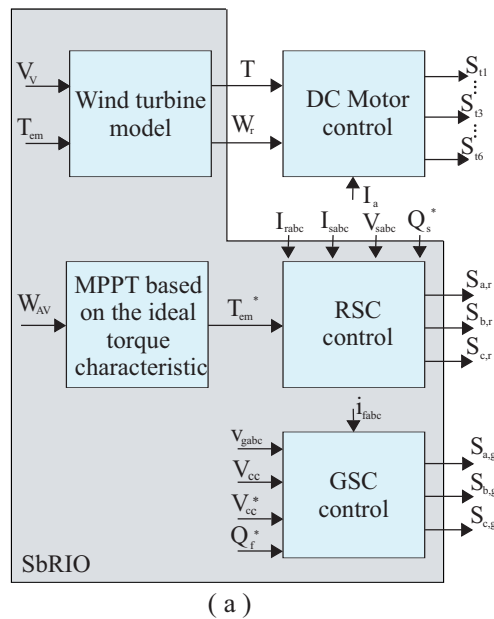 V_v
T_em
Wind turbine
model
T
W_r
DC Motor
control
S_t1
...
S_t3
...
S_t6
I_a
I_rabc I_sabc V_sabc Q_s*
W_AV
MPPT based
on the ideal
torque
characteristic
T_em*
RSC
control
S_a,r
S_b,r
S_c,r
i_fabc
v_gabc
V_cc
V_cc*
Q_f*
GSC
control
S_a,g
S_b,g
S_c,g
SbRIO
( a )